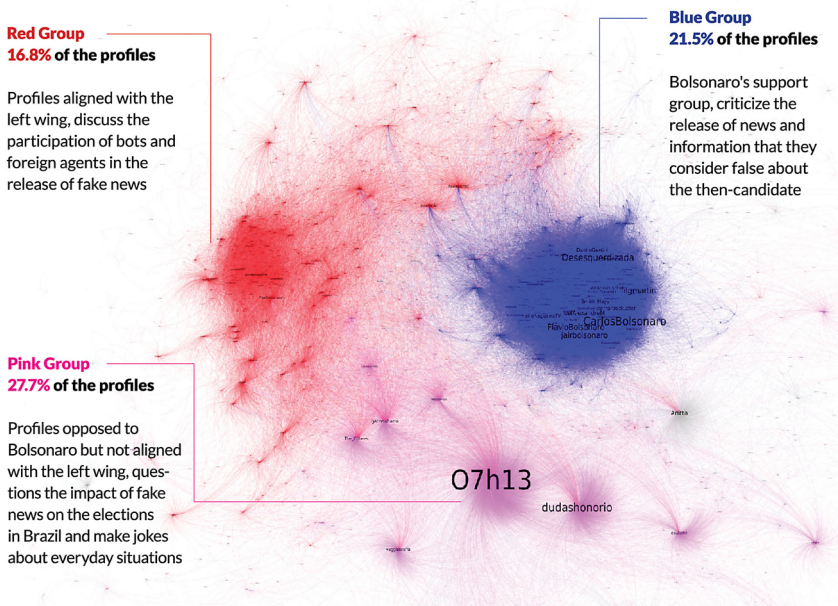 Red Group
16.8% of the profiles
Profiles aligned with the
left wing, discuss the
participation of bots and
foreign agents in the
release of fake news
Blue Group
21.5% of the profiles
Bolsonaro's support
group, criticize the
release of news and
information that they
consider false about
the then-candidate
Desesquerdizada
CarlosBolsonaro
FlavioBolsonaro
jairbolsonaro
Pink Group
27.7% of the profiles
Profiles opposed to
Bolsonaro but not aligned
with the left wing, ques-
tions the impact of fake
news on the elections
in Brazil and make jokes
about everyday situations
Anitta
O7h13
dudashonorio